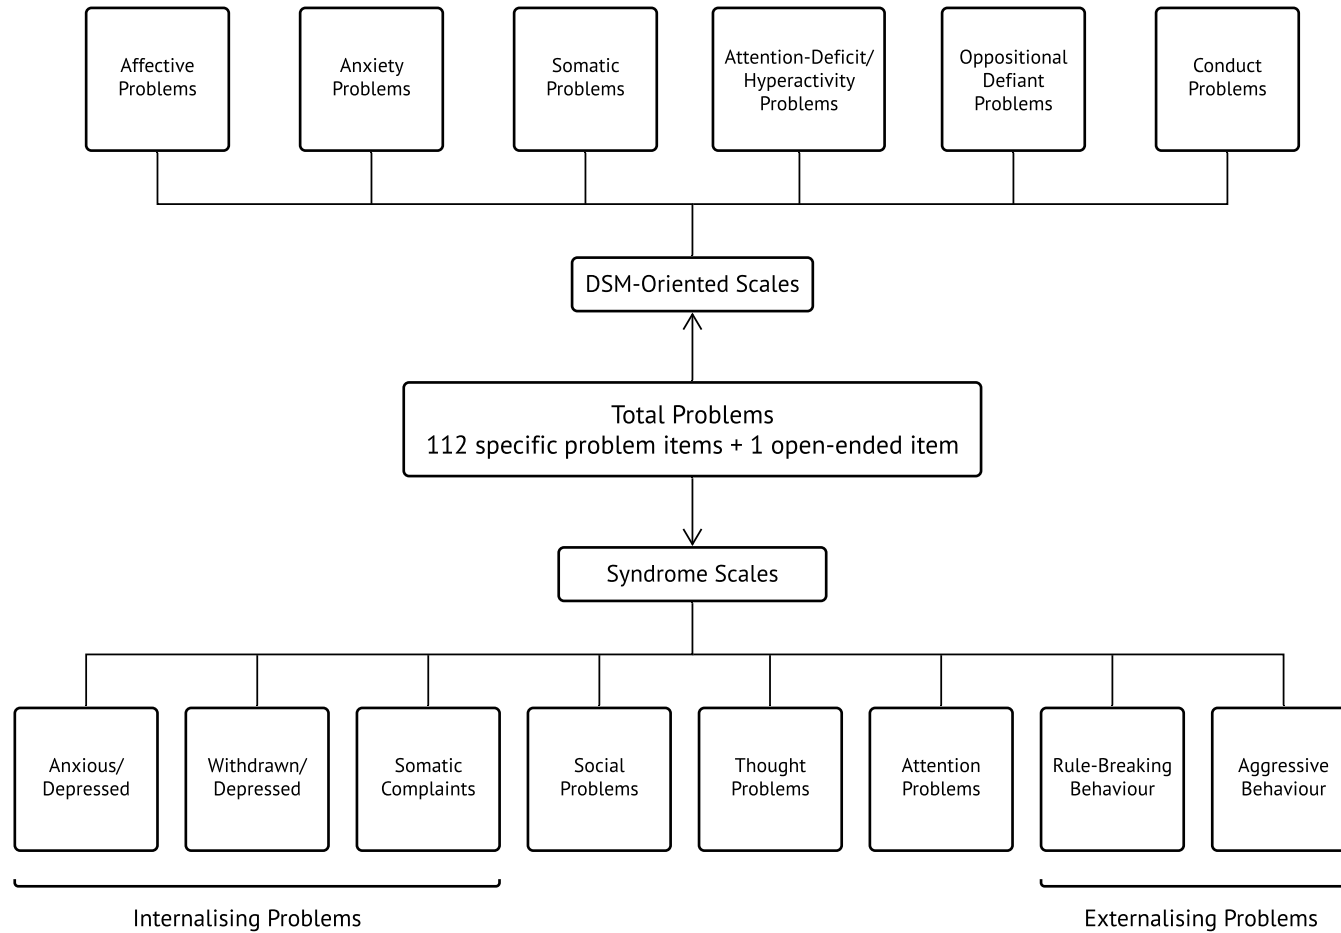 Affective
Problems
Anxiety
Problems
Somatic
Problems
Attention-Deficit/
Hyperactivity
Problems
Oppositional
Defiant
Problems
Conduct
Problems
DSM-Oriented Scales
Total Problems
112 specific problem items + 1 open-ended item
Syndrome Scales
Anxious/
Depressed
Withdrawn/
Depressed
Somatic
Complaints
Social
Problems
Thought
Problems
Attention
Problems
Rule-Breaking
Behaviour
Aggressive
Behaviour
Internalising Problems
Externalising Problems